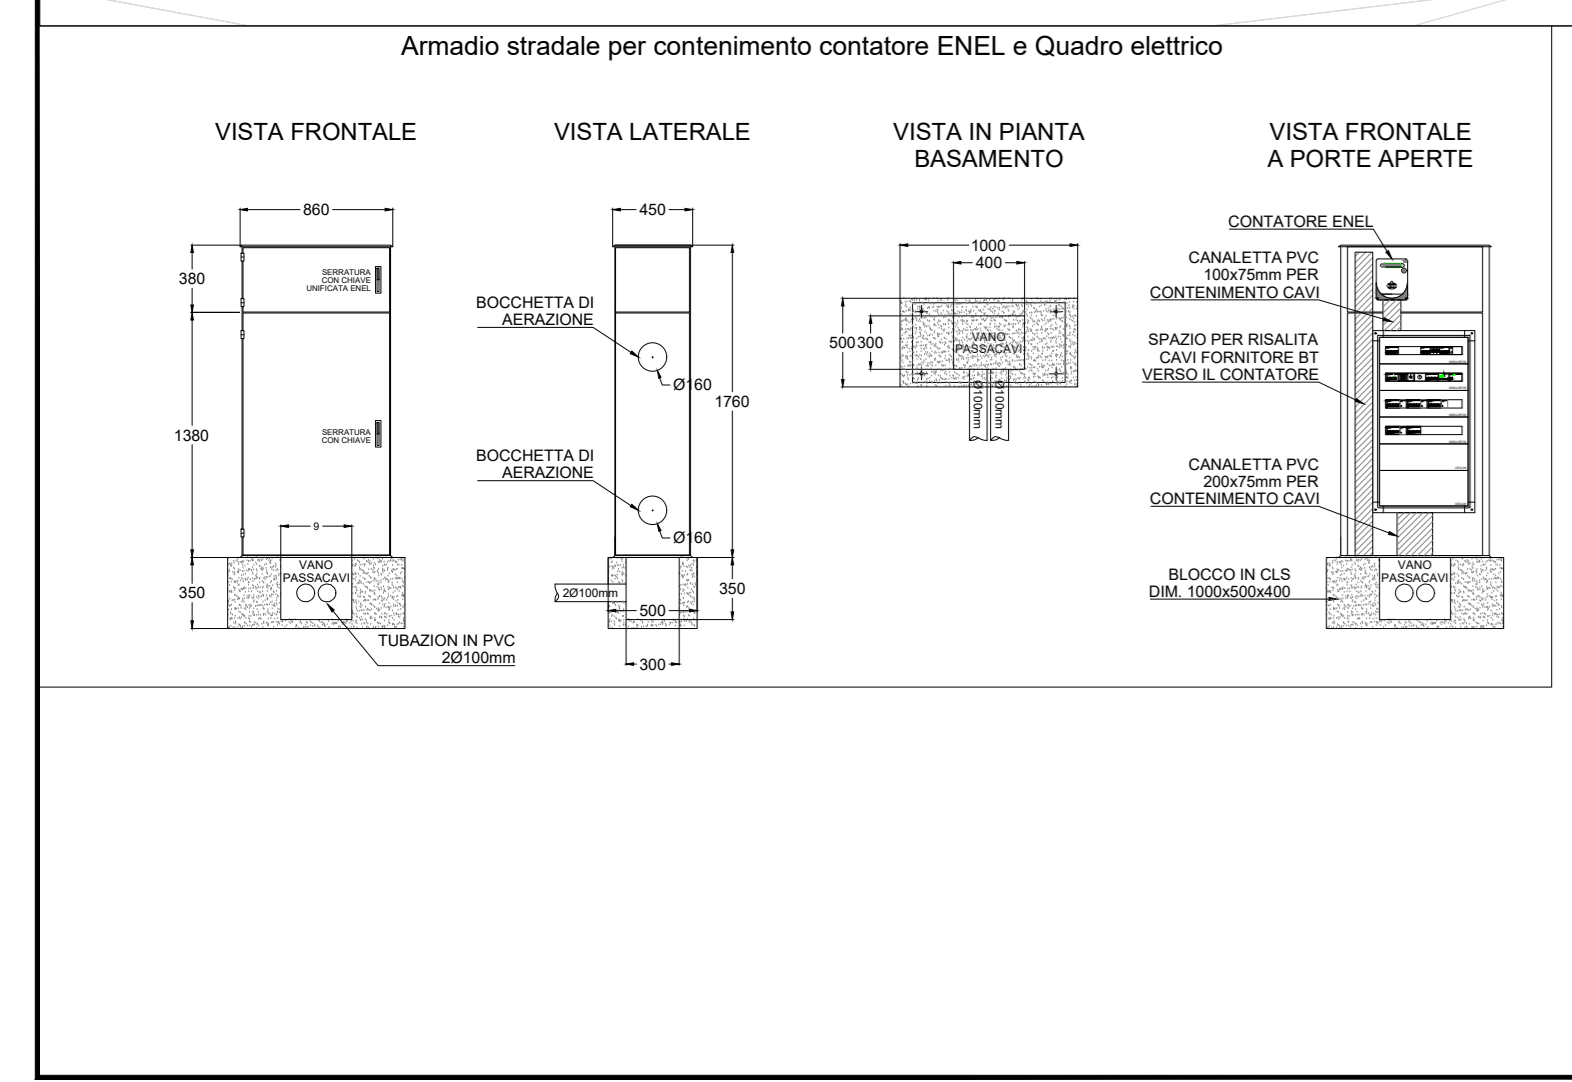 Armadio stradale per contenimento contatore ENEL e Quadro elettrico
VISTA FRONTALE
860
380
1380
350
SERRATURA
CON CHIAVE
UNIFICATA ENEL
SERRATURA
CON CHIAVE
9
VANO
PASSACAVI
TUBAZION IN PVC
2Ø100mm
VISTA LATERALE
450
BOCCHETTA DI
AERAZIONE
Ø160
1760
BOCCHETTA DI
AERAZIONE
Ø160
2Ø100mm
350
500
300
VISTA IN PIANTA
BASAMENTO
1000
400
500
300
VANO
PASSACAVI
Ø100mm
Ø100mm
VISTA FRONTALE
A PORTE APERTE
CONTATORE ENEL
CANALETTA PVC
100x75mm PER
CONTENIMENTO CAVI
SPAZIO PER RISALITA
CAVI FORNITORE BT
VERSO IL CONTATORE
CANALETTA PVC
200x75mm PER
CONTENIMENTO CAVI
BLOCCO IN CLS
DIM. 1000x500x400
VANO
PASSACAVI